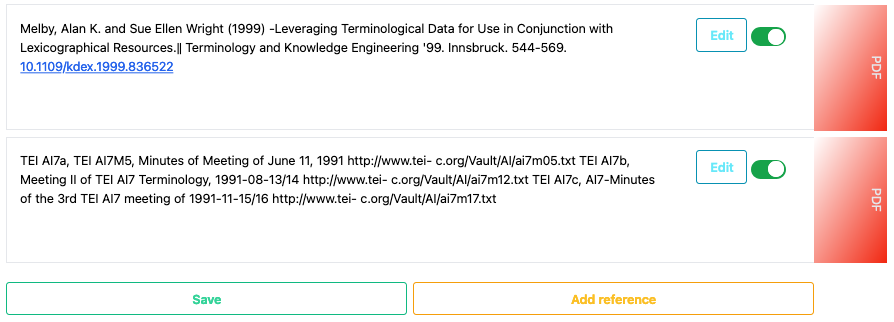 Melby, Alan K. and Sue Ellen Wright (1999) -Leveraging Terminological Data for Use in Conjunction with
Lexicographical Resources.‖ Terminology and Knowledge Engineering '99. Innsbruck. 544-569.
10.1109/kdex.1999.836522
Edit
PDF
TEI AI7a, TEI AI7M5, Minutes of Meeting of June 11, 1991 http://www.tei- c.org/Vault/AI/ai7m05.txt TEI AI7b,
Meeting II of TEI AI7 Terminology, 1991-08-13/14 http://www.tei- c.org/Vault/AI/ai7m12.txt TEI AI7c, AI7-Minutes
of the 3rd TEI AI7 meeting of 1991-11-15/16 http://www.tei- c.org/Vault/AI/ai7m17.txt
Edit
PDF
Save
Add reference